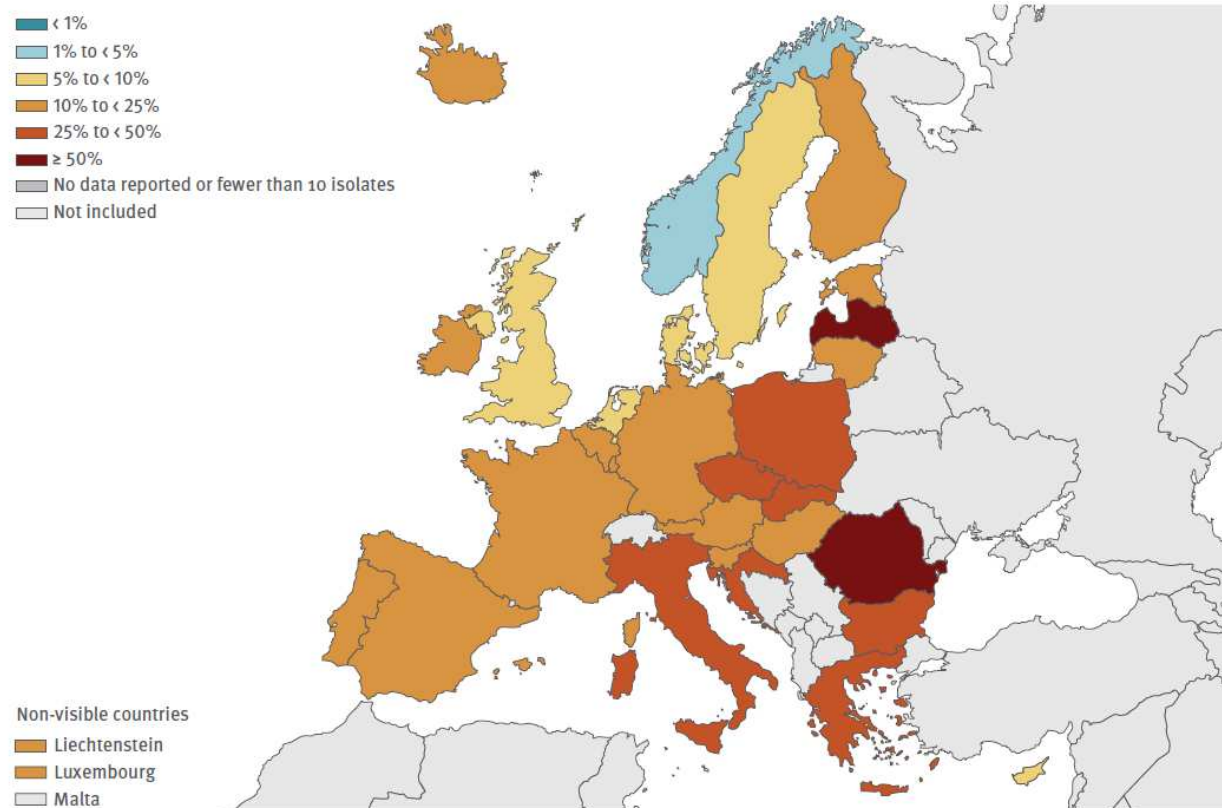 < 1%
1% to < 5%
5% to < 10%
10% to < 25%
25% to < 50%
≥ 50%
No data reported or fewer than 10 isolates
Not included
Non-visible countries
Liechtenstein
Luxembourg
Malta